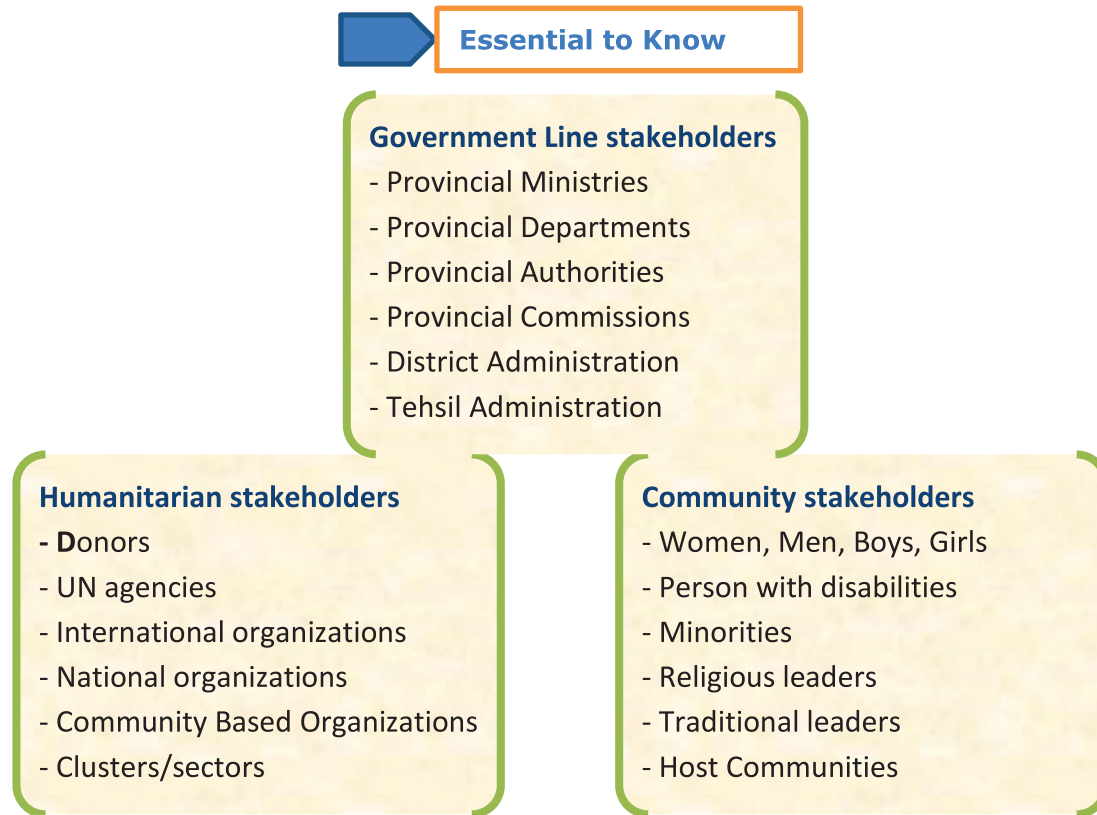 Essential to Know
Government Line stakeholders
- Provincial Ministries
- Provincial Departments
- Provincial Authorities
- Provincial Commissions
- District Administration
- Tehsil Administration
Humanitarian stakeholders
- Donors
- UN agencies
- International organizations
- National organizations
- Community Based Organizations
- Clusters/sectors
Community stakeholders
- Women, Men, Boys, Girls
- Person with disabilities
- Minorities
- Religious leaders
- Traditional leaders
- Host Communities